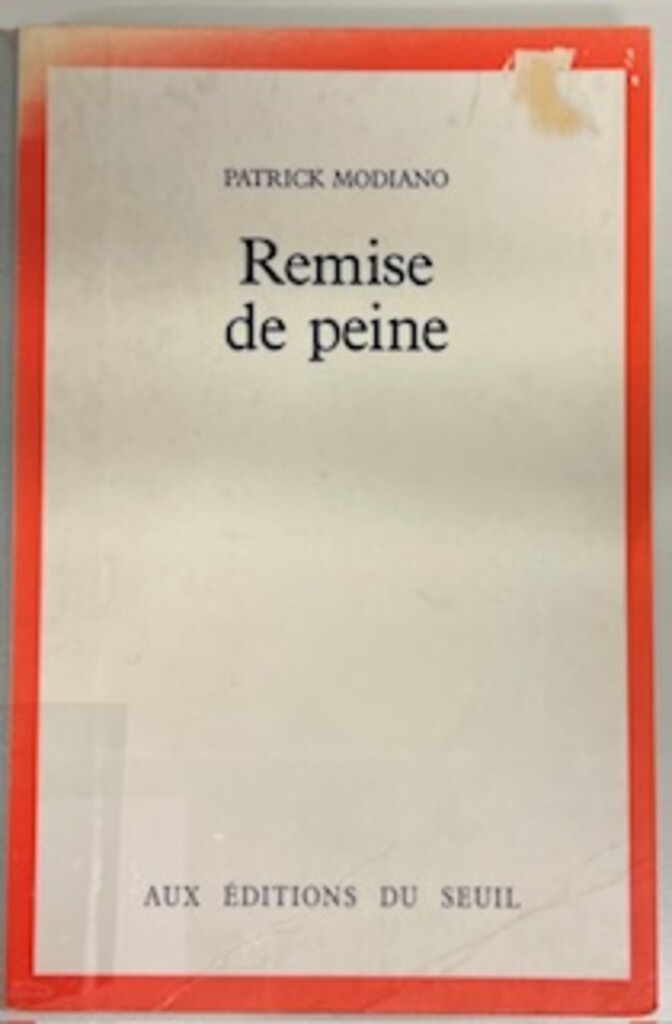 PATRICK MODIANO
Remise
de peine
AUX ÉDITIONS DU SEUIL